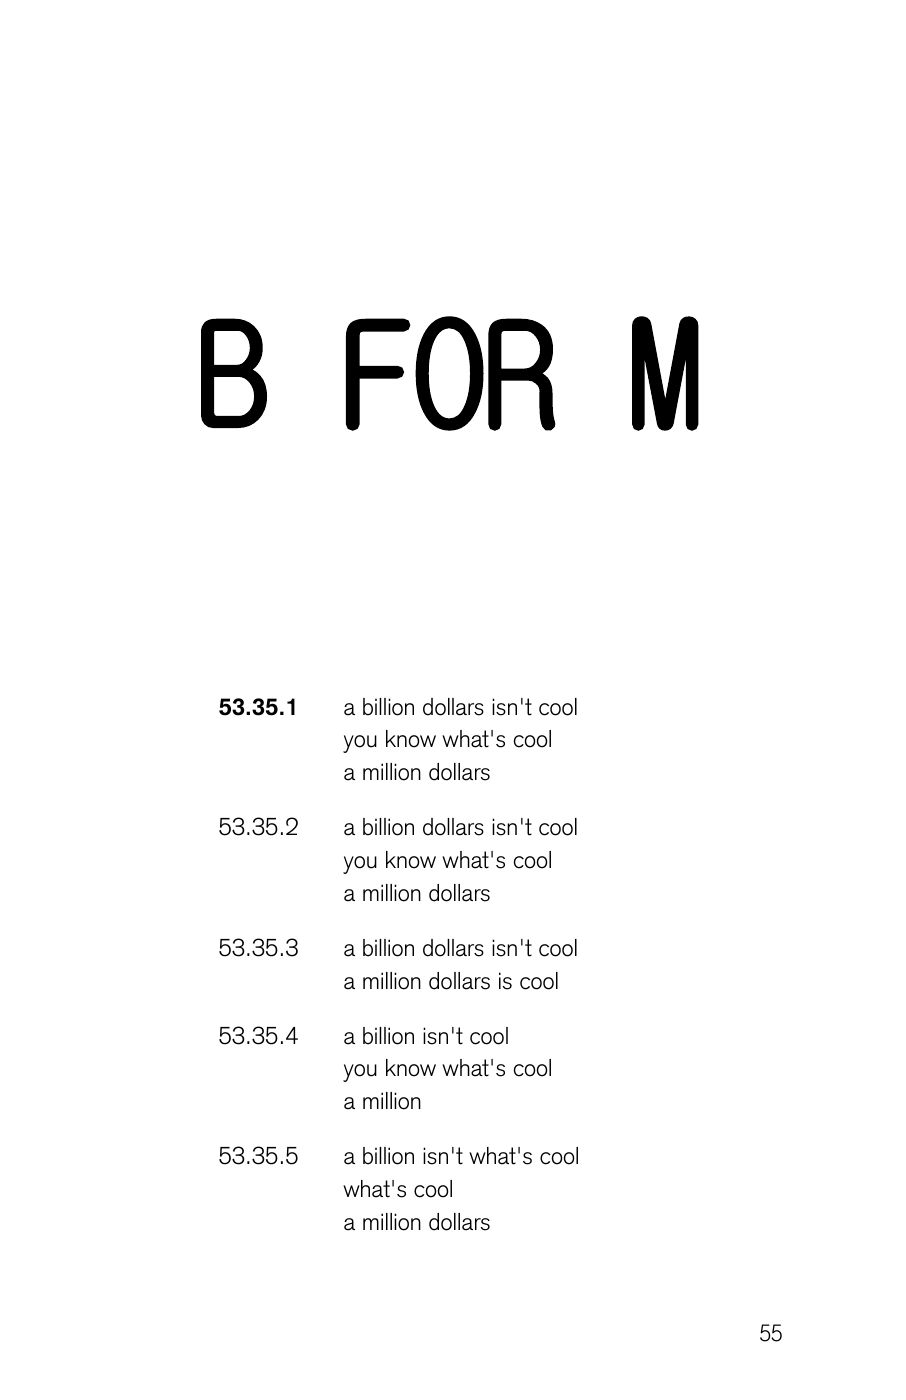 B FOR M
53.35.1 a billion dollars isn't cool
you know what's cool
a million dollars
53.35.2 a billion dollars isn't cool
you know what's cool
a million dollars
53.35.3 a billion dollars isn't cool
a million dollars is cool
53.35.4 a billion isn't cool
you know what's cool
a million
53.35.5 a billion isn't what's cool
what's cool
a million dollars
55